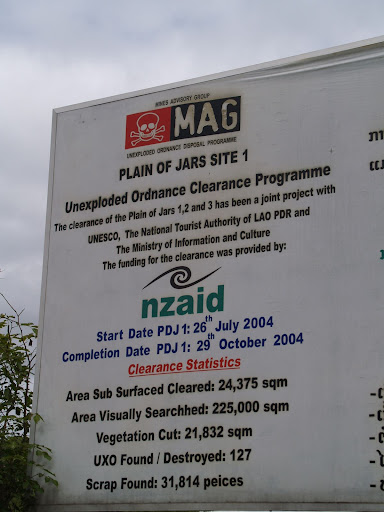 MINES ADVISORY GROUP
MAG
UNEXPLODED ORDNANCE DISPOSAL PROGRAMME
PLAIN OF JARS SITE 1
Unexploded Ordnance Clearance Programme
The clearance of the Plain of Jars 1,2 and 3 has been a joint project with
UNESCO, The National Tourist Authority of LAO PDR and
The Ministry of Information and Culture
The funding for the clearance was provided by:
nzaid
Start Date PDJ 1: 26th July 2004
Completion Date PDJ 1: 29th October 2004
Clearance Statistics
Area Sub Surfaced Cleared: 24,375 sqm
Area Visually Searchhed: 225,000 sqm
Vegetation Cut: 21,832 sqm
UXO Found / Destroyed: 127
Scrap Found: 31,814 peices